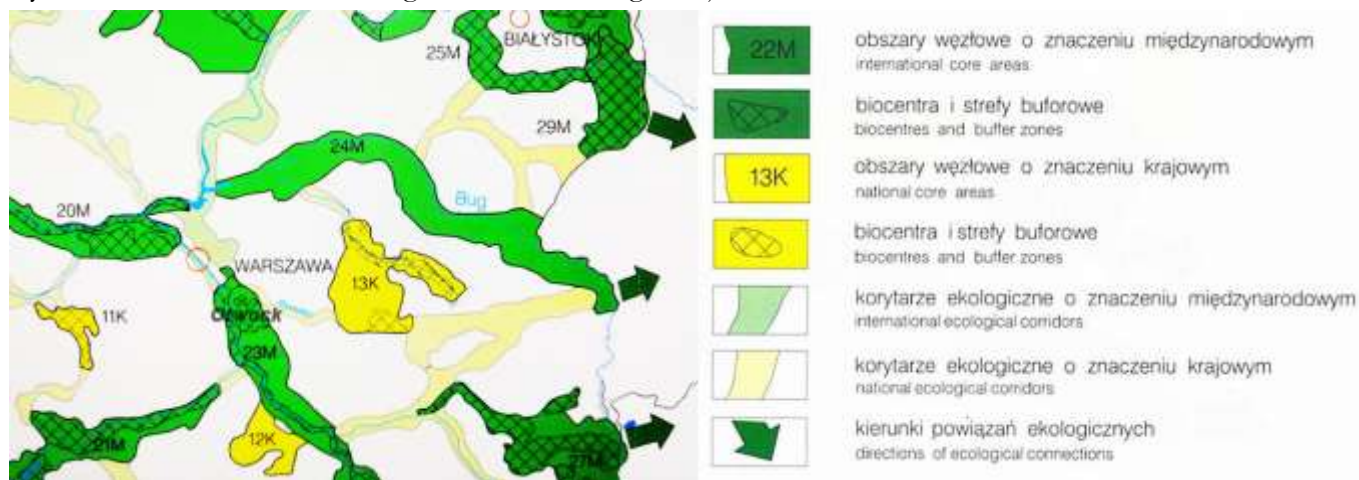 BIAŁYSTOK
25M
29M
24M
Bug
20M
WARSZAWA
13K
11K
Otwock
23M
12K
21M
27M
22M
obszary węzłowe o znaczeniu międzynarodowym
international core areas
biocentra i strefy buforowe
biocentres and buffer zones
13K
obszary węzłowe o znaczeniu krajowym
national core areas
biocentra i strefy buforowe
biocentres and buffer zones
korytarze ekologiczne o znaczeniu międzynarodowym
international ecological corridors
korytarze ekologiczne o znaczeniu krajowym
national ecological corridors
kierunki powiązań ekologicznych
directions of ecological connections